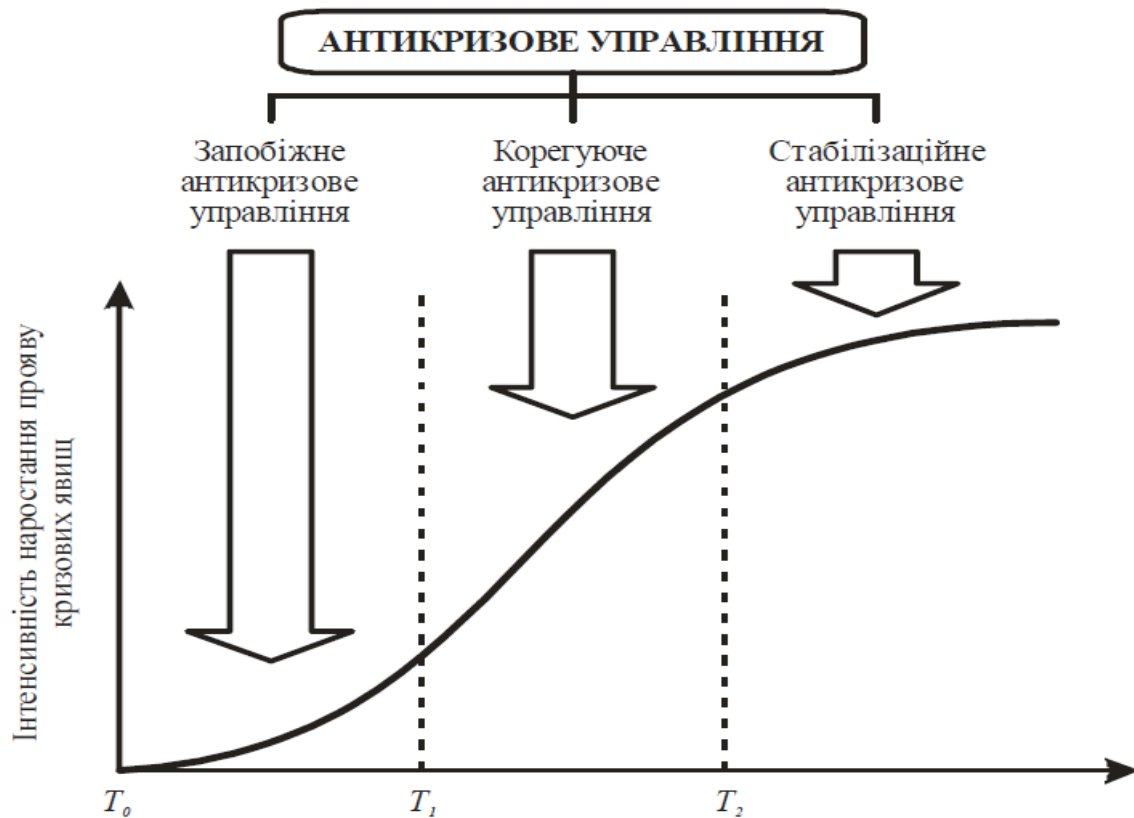 АНТИКРИЗОВЕ УПРАВЛІННЯ
Запобіжне
антикризове
управління
Корегуюче
антикризове
управління
Стабілізаційне
антикризове
управління
Інтенсивність наростання прояву
кризових явищ
T₀
T₁
T₂